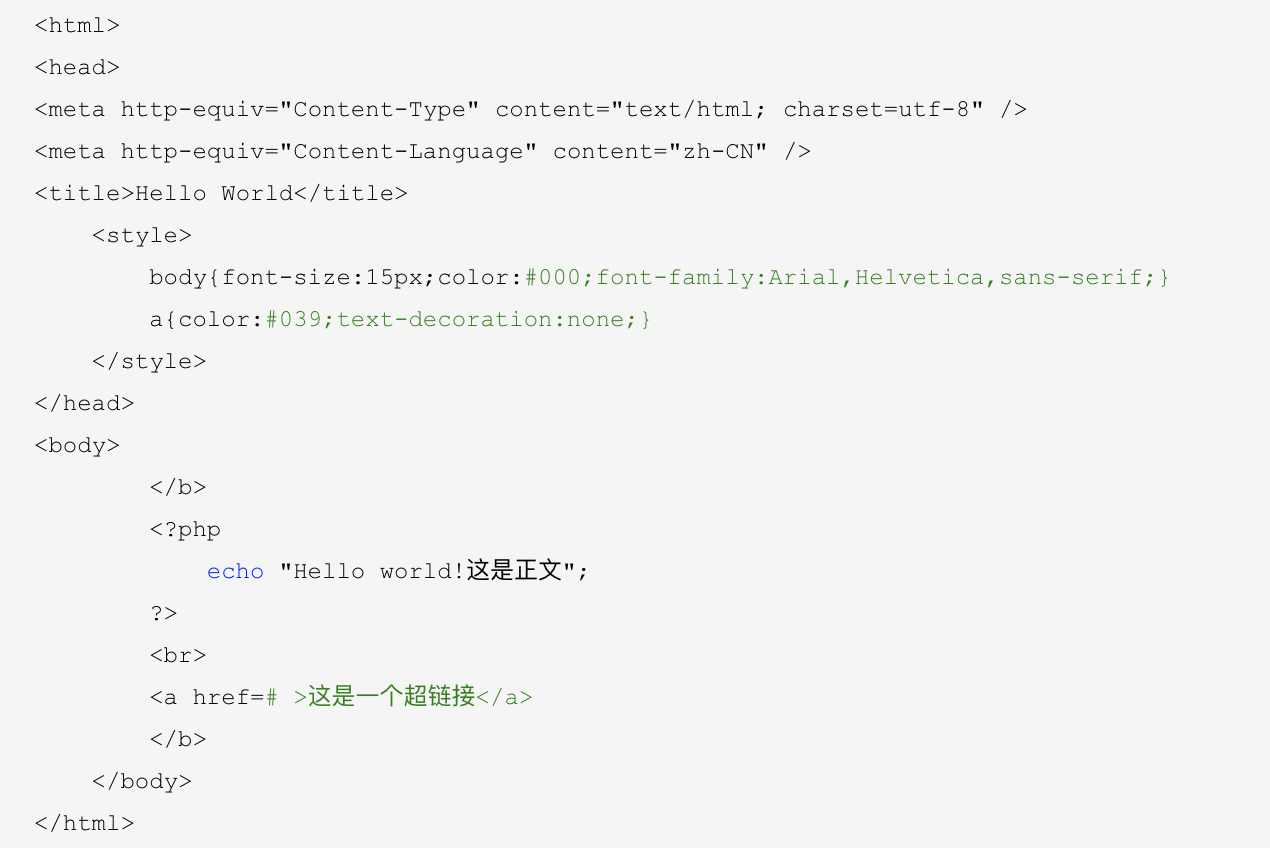 <html>
<head>
<meta http-equiv="Content-Type" content="text/html; charset=utf-8" />
<meta http-equiv="Content-Language" content="zh-CN" />
<title>Hello World</title>
    <style>
        body{font-size:15px;color:#000;font-family:Arial,Helvetica,sans-serif;}
        a{color:#039;text-decoration:none;}
    </style>
</head>
<body>
        </b>
        <?php
            echo "Hello world!这是正文";
        ?>
        <br>
        <a href=# >这是一个超链接</a>
        </b>
    </body>
</html>